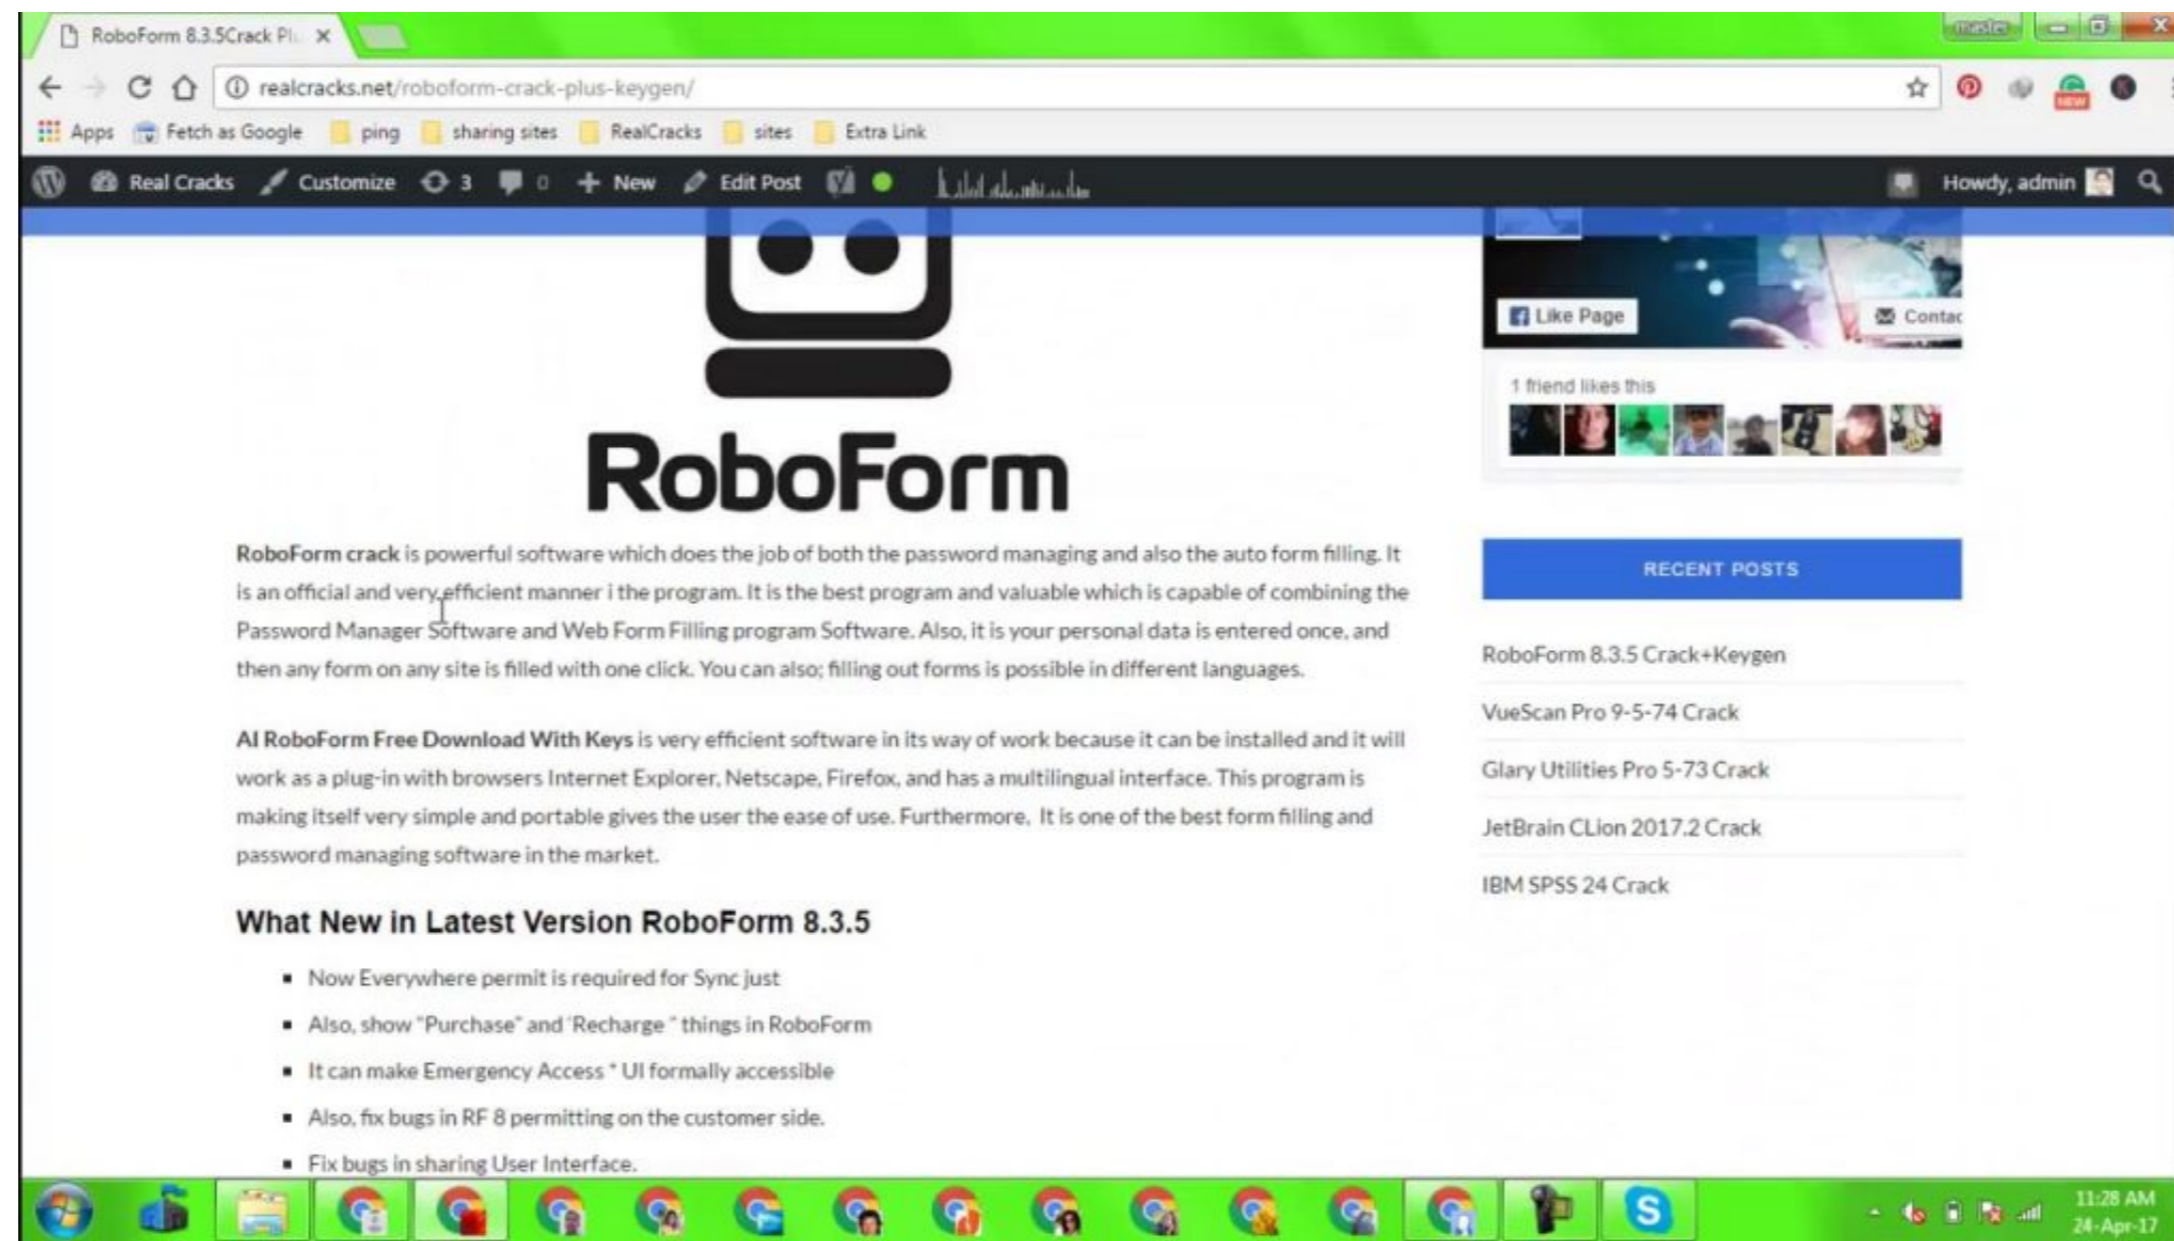 RoboForm 8.3.5Crack Pl
master
realcracks.net/roboform-crack-plus-keygen/
NEW
Apps Fetch as Google ping sharing sites RealCracks sites Extra Link
Real Cracks Customize 3 0 New Edit Post Howdy, admin
Like Page Contac
1 friend likes this
RoboForm
RoboForm crack is powerful software which does the job of both the password managing and also the auto form filling. It
is an official and very efficient manner i the program. It is the best program and valuable which is capable of combining the
Password Manager Software and Web Form Filling program Software. Also, it is your personal data is entered once, and
then any form on any site is filled with one click. You can also; filling out forms is possible in different languages.
AI RoboForm Free Download With Keys is very efficient software in its way of work because it can be installed and it will
work as a plug-in with browsers Internet Explorer, Netscape, Firefox, and has a multilingual interface. This program is
making itself very simple and portable gives the user the ease of use. Furthermore, It is one of the best form filling and
password managing software in the market.
What New in Latest Version RoboForm 8.3.5
Now Everywhere permit is required for Sync just
Also, show "Purchase" and 'Recharge " things in RoboForm
It can make Emergency Access * UI formally accessible
Also, fix bugs in RF 8 permitting on the customer side.
Fix bugs in sharing User Interface.
RECENT POSTS
RoboForm 8.3.5 Crack+Keygen
VueScan Pro 9-5-74 Crack
Glary Utilities Pro 5-73 Crack
JetBrain CLion 2017.2 Crack
IBM SPSS 24 Crack
11:28 AM
24-Apr-17